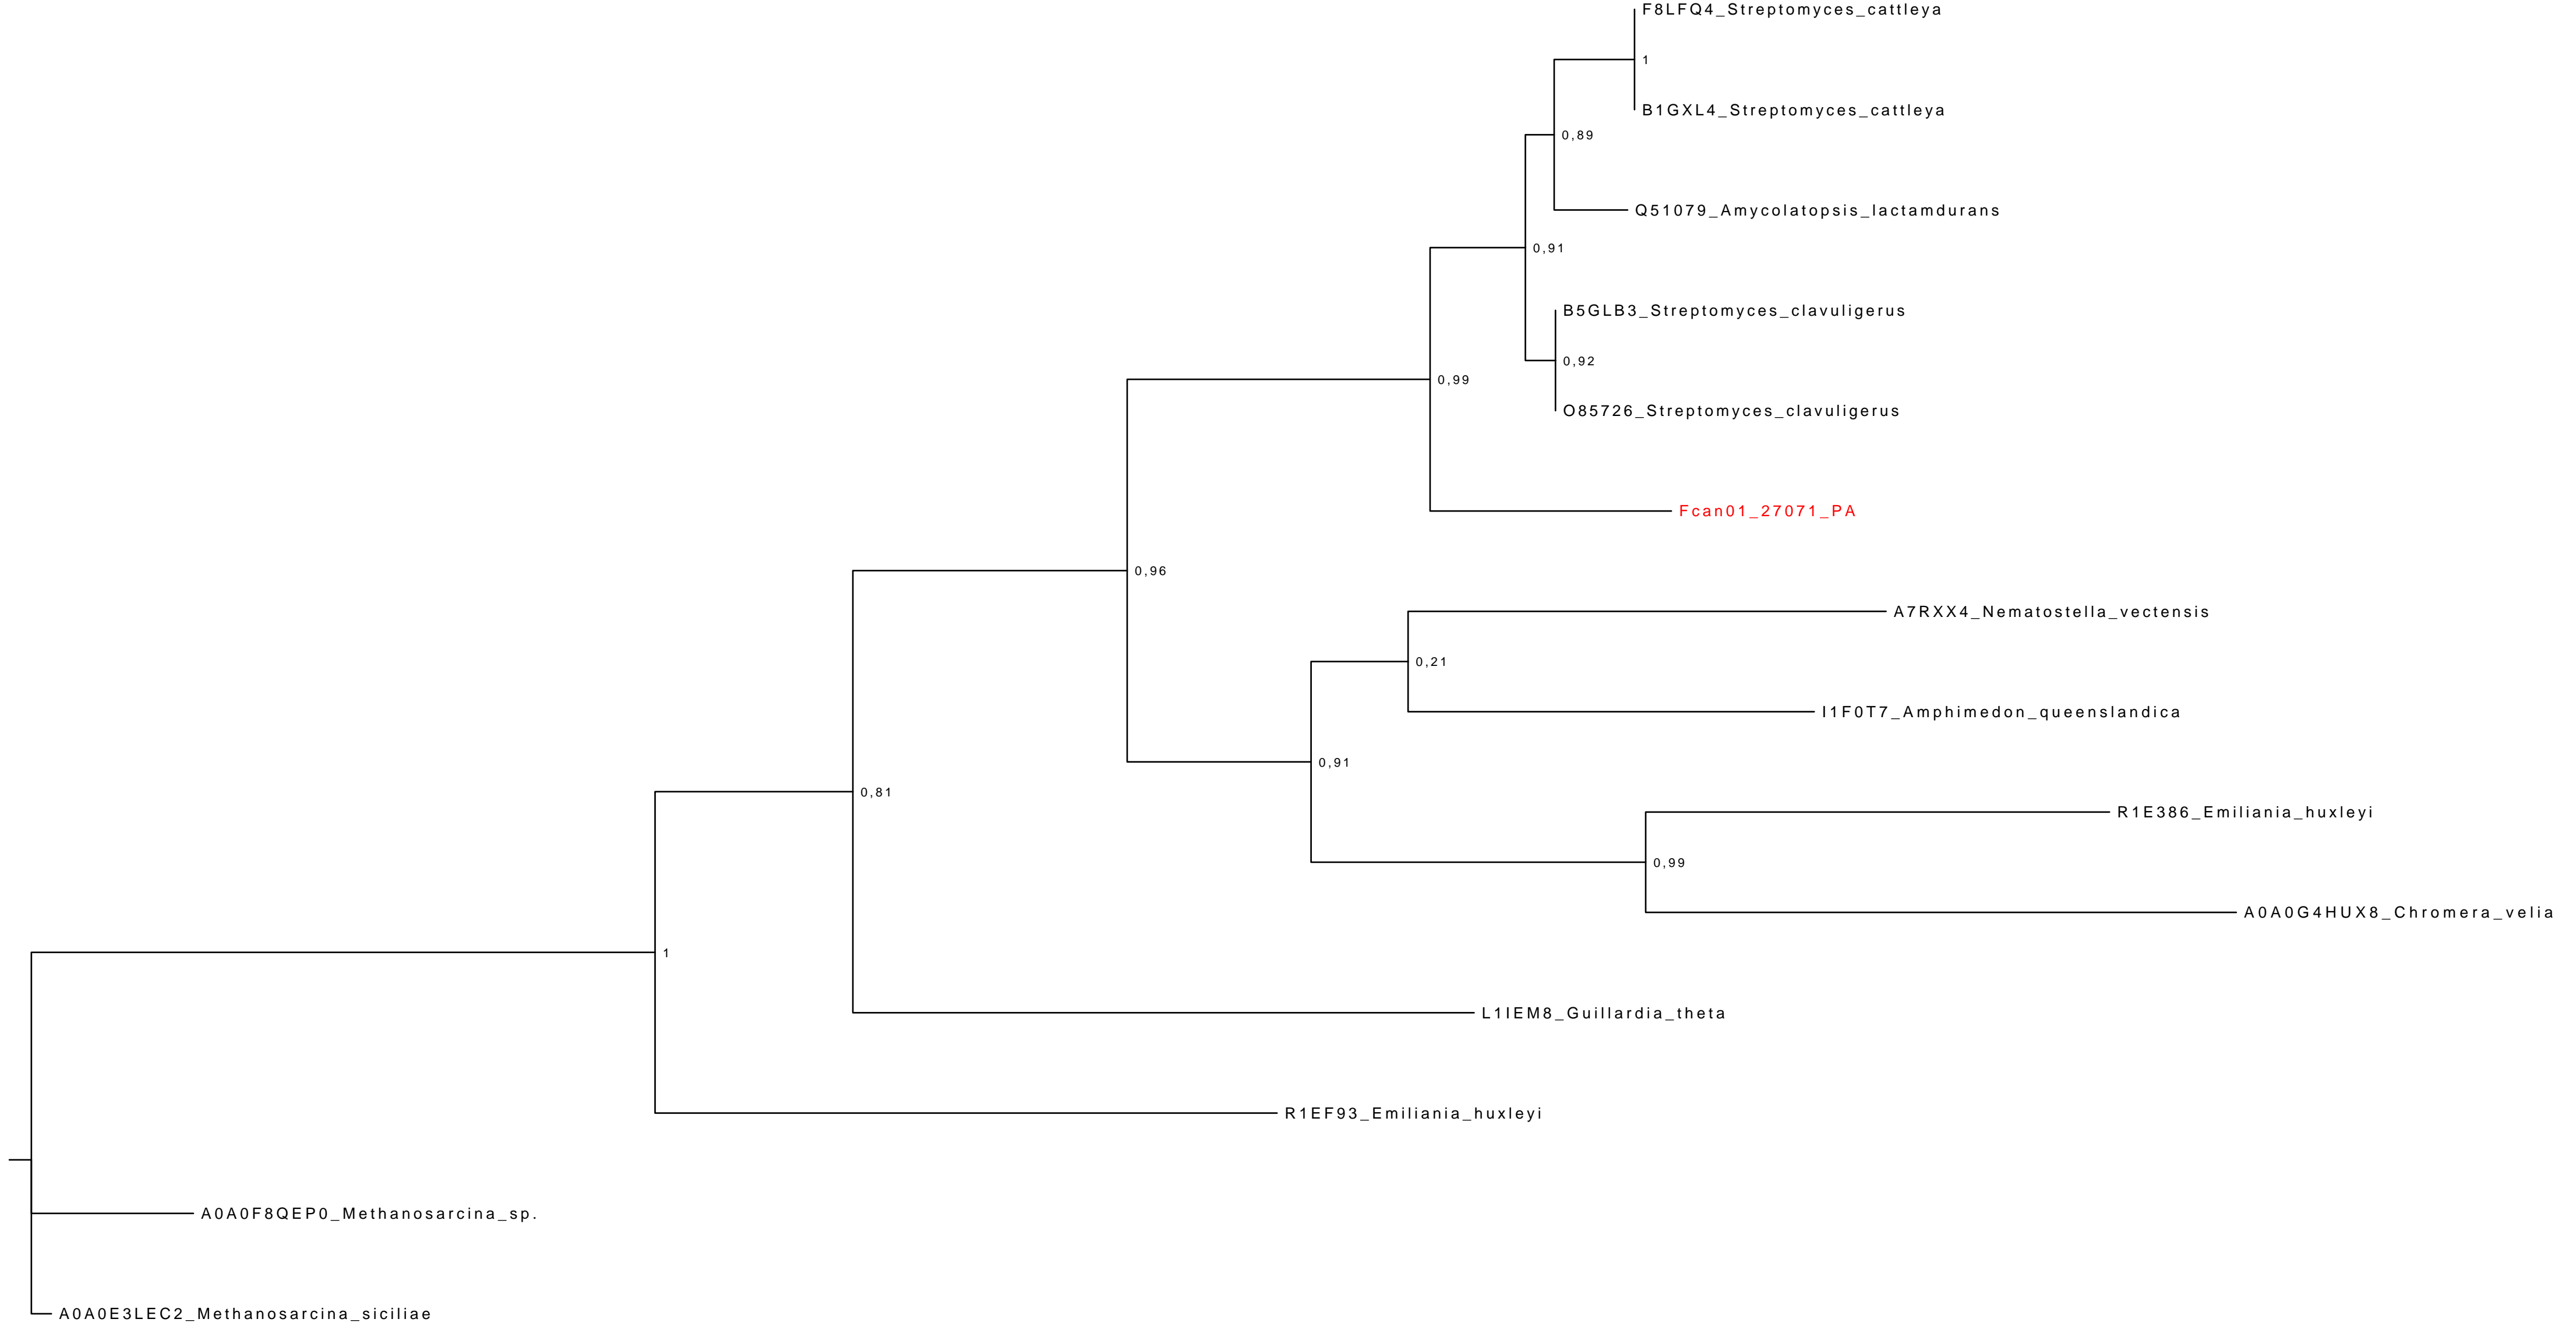 F8LFQ4_Streptomyces_cattleya
1
B1GXL4_Streptomyces_cattleya
0,89
Q51079_Amycolatopsis_lactamdurans
0,91
B5GLB3_Streptomyces_clavuligerus
0,92
0,99
O85726_Streptomyces_clavuligerus
Fcan01_27071_PA
0,96
A7RXX4_Nematostella_vectensis
0,21
I1F0T7_Amphimedon_queenslandica
0,91
0,81
R1E386_Emiliania_huxleyi
0,99
A0A0G4HUX8_Chromera_velia
1
L1IEM8_Guillardia_theta
R1EF93_Emiliania_huxleyi
A0A0F8QEP0_Methanosarcina_sp.
A0A0E3LEC2_Methanosarcina_siciliae